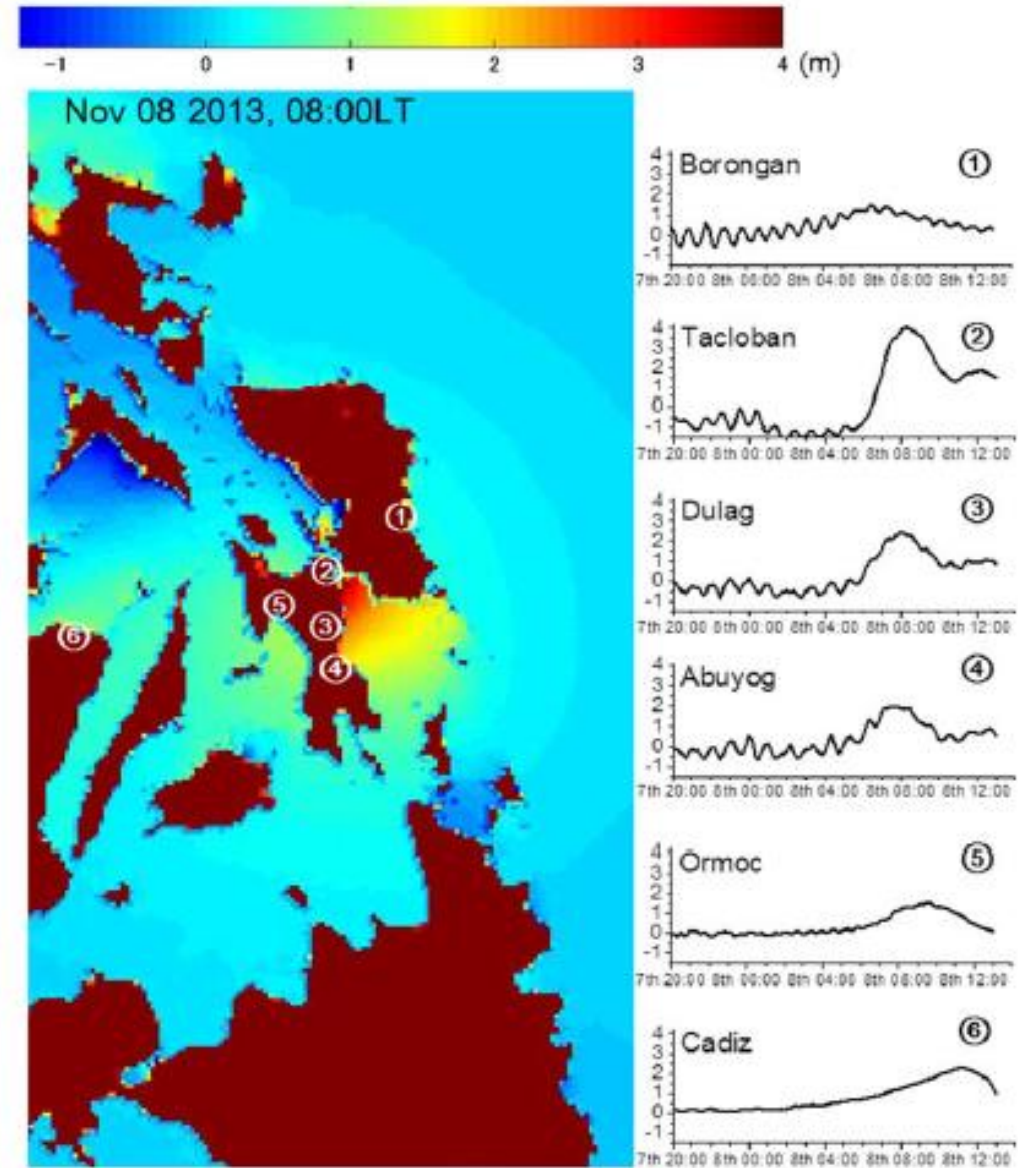 -1 0 1 2 3 4 (m)
Nov 08 2013, 08:00LT
① ② ③ ④ ⑤ ⑥
Borongan ①
4
3
2
1
0
-1
7th 20:00 8th 00:00 8th 04:00 8th 08:00 8th 12:00
Tacloban ②
4
3
2
1
0
-1
7th 20:00 8th 00:00 8th 04:00 8th 08:00 8th 12:00
Dulag ③
4
3
2
1
0
-1
7th 20:00 8th 00:00 8th 04:00 8th 08:00 8th 12:00
Abuyog ④
4
3
2
1
0
-1
7th 20:00 8th 00:00 8th 04:00 8th 08:00 8th 12:00
Ormoc ⑤
4
3
2
1
0
-1
7th 20:00 8th 00:00 8th 04:00 8th 08:00 8th 12:00
Cadiz ⑥
4
3
2
1
0
-1
7th 20:00 8th 00:00 8th 04:00 8th 08:00 8th 12:00